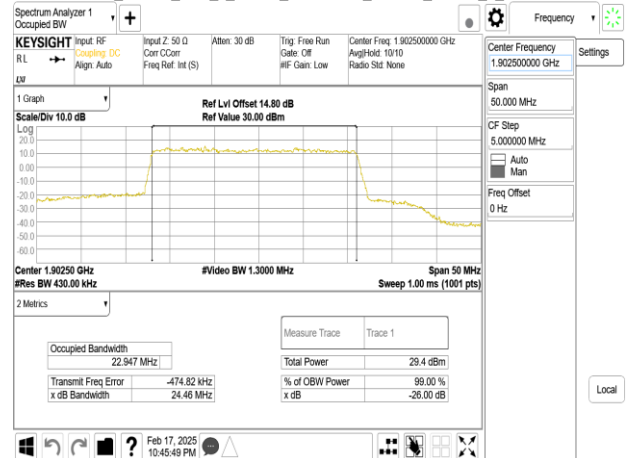 Spectrum Analyzer 1
Occupied BW
Frequency
KEYSIGHT
RL
LXI
Input: RF
Coupling: DC
Align: Auto
Input Z: 50 Ω
Corr CCorr
Freq Ref: Int (S)
Atten: 30 dB
Trig: Free Run
Gate: Off
#IF Gain: Low
Center Freq: 1.902500000 GHz
Avg|Hold: 10/10
Radio Std: None
Center Frequency
1.902500000 GHz
Settings
Span
50.000 MHz
CF Step
5.000000 MHz
Auto
Man
Freq Offset
0 Hz
Local
1 Graph
Scale/Div 10.0 dB
Ref Lvl Offset 14.80 dB
Ref Value 30.00 dBm
Log
20.0
10.0
0.00
-10.0
-20.0
-30.0
-40.0
-50.0
-60.0
Center 1.90250 GHz
#Video BW 1.3000 MHz
Span 50 MHz
#Res BW 430.00 kHz
Sweep 1.00 ms (1001 pts)
2 Metrics
Measure Trace Trace 1
Occupied Bandwidth
22.947 MHz
Total Power 29.4 dBm
Transmit Freq Error -474.82 kHz
% of OBW Power 99.00 %
x dB Bandwidth 24.46 MHz
x dB -26.00 dB
?
Feb 17, 2025
10:45:49 PM